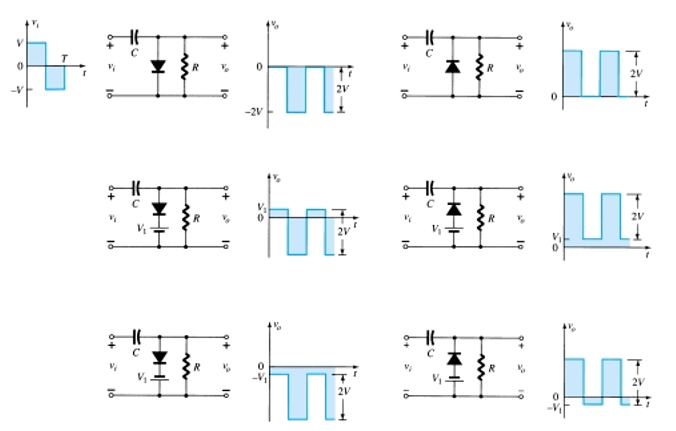 vᵢ
V
0
−V
T
t
+
C
+
vᵢ
R
vₒ
−
−
vₒ
0
t
2V
−2V
+
C
+
vᵢ
R
vₒ
−
−
vₒ
2V
0
t
+
C
+
vᵢ
V₁
R
vₒ
−
−
vₒ
V₁
0
t
2V
+
C
+
vᵢ
V₁
R
vₒ
−
−
vₒ
2V
V₁
0
t
+
C
+
vᵢ
V₁
R
vₒ
−
−
vₒ
0
−V₁
t
2V
+
C
+
vᵢ
V₁
R
vₒ
−
−
vₒ
2V
0
−V₁
t